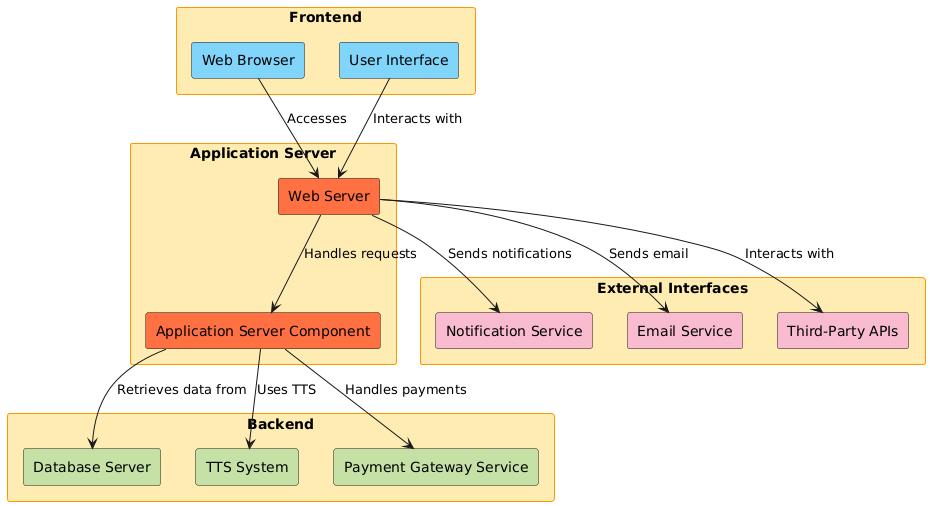 Frontend
Web Browser
User Interface
Accesses
Interacts with
Application Server
Web Server
Handles requests
Sends notifications
Sends email
Interacts with
External Interfaces
Application Server Component
Notification Service
Email Service
Third-Party APIs
Retrieves data from
Uses TTS
Handles payments
Backend
Database Server
TTS System
Payment Gateway Service